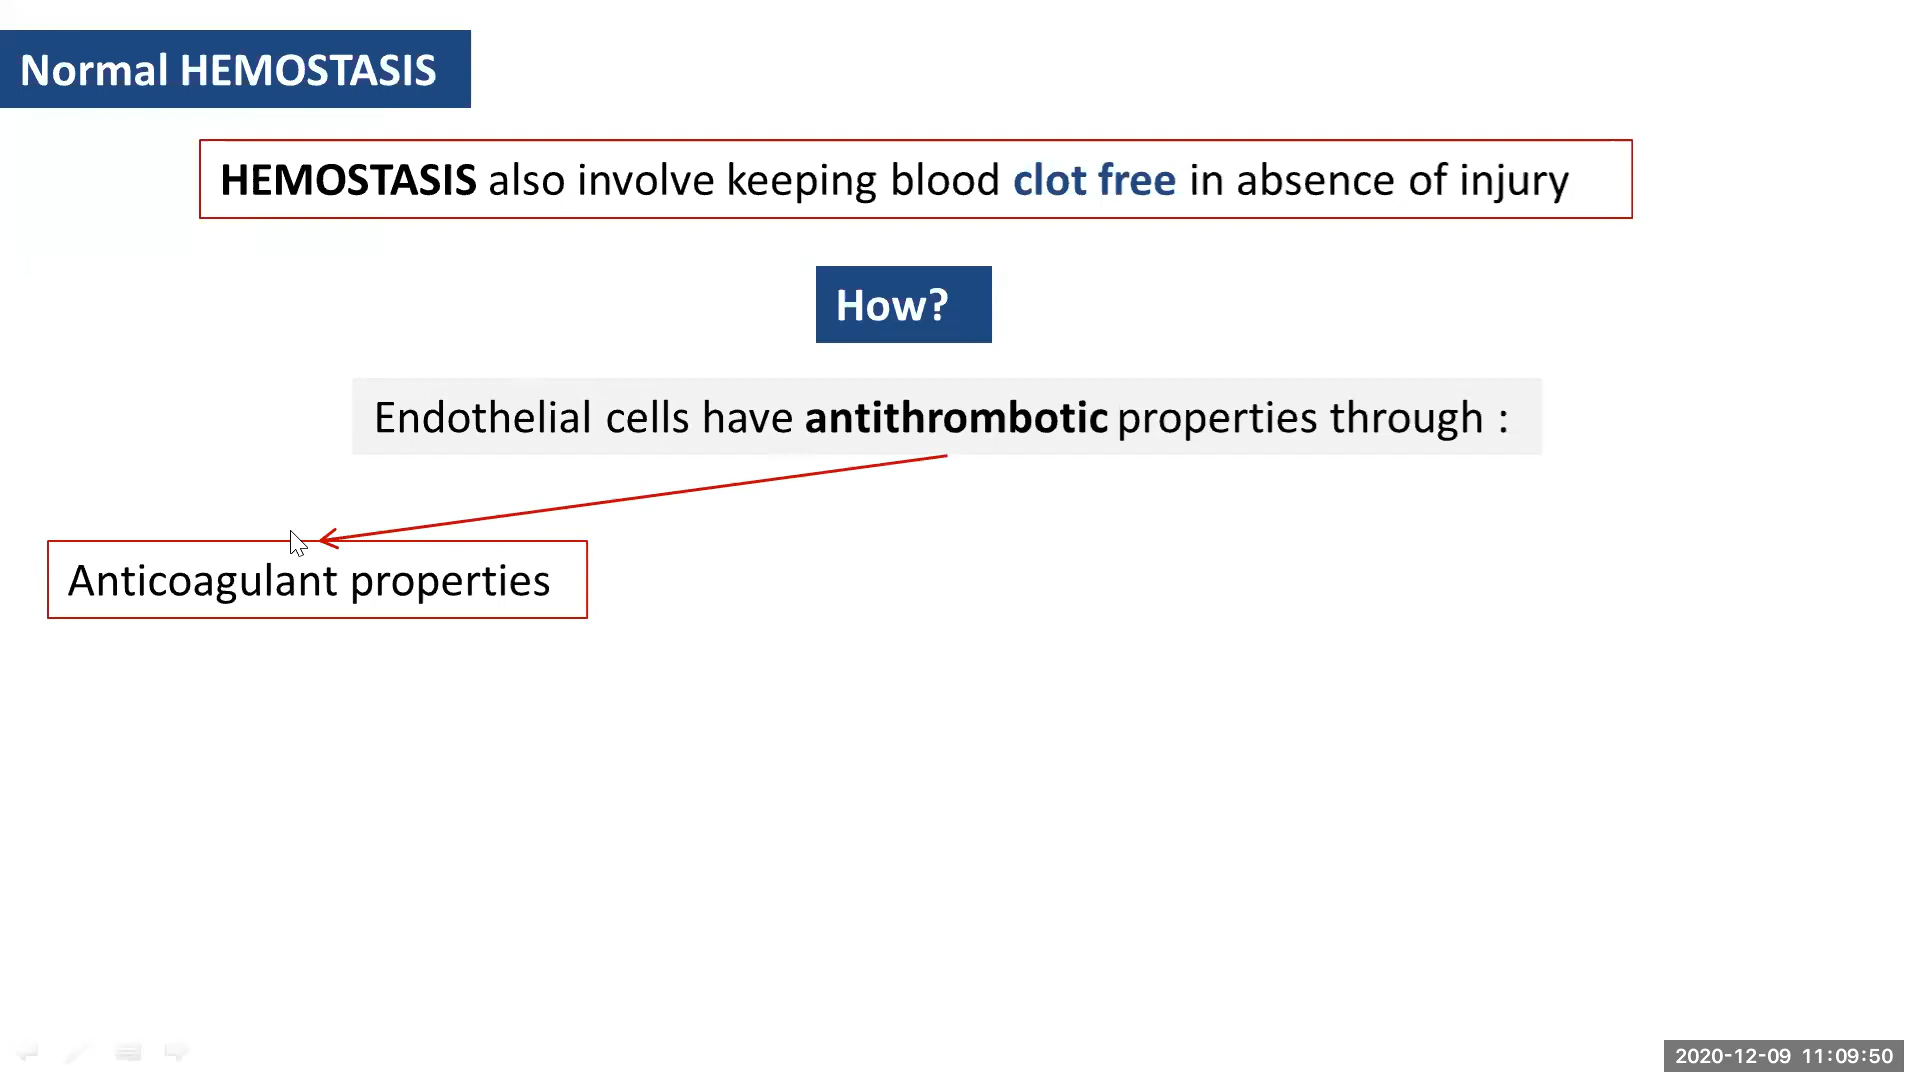 Normal HEMOSTASIS
HEMOSTASIS also involve keeping blood clot free in absence of injury
How?
Endothelial cells have antithrombotic properties through :
Anticoagulant properties
2020-12-09 11:09:50